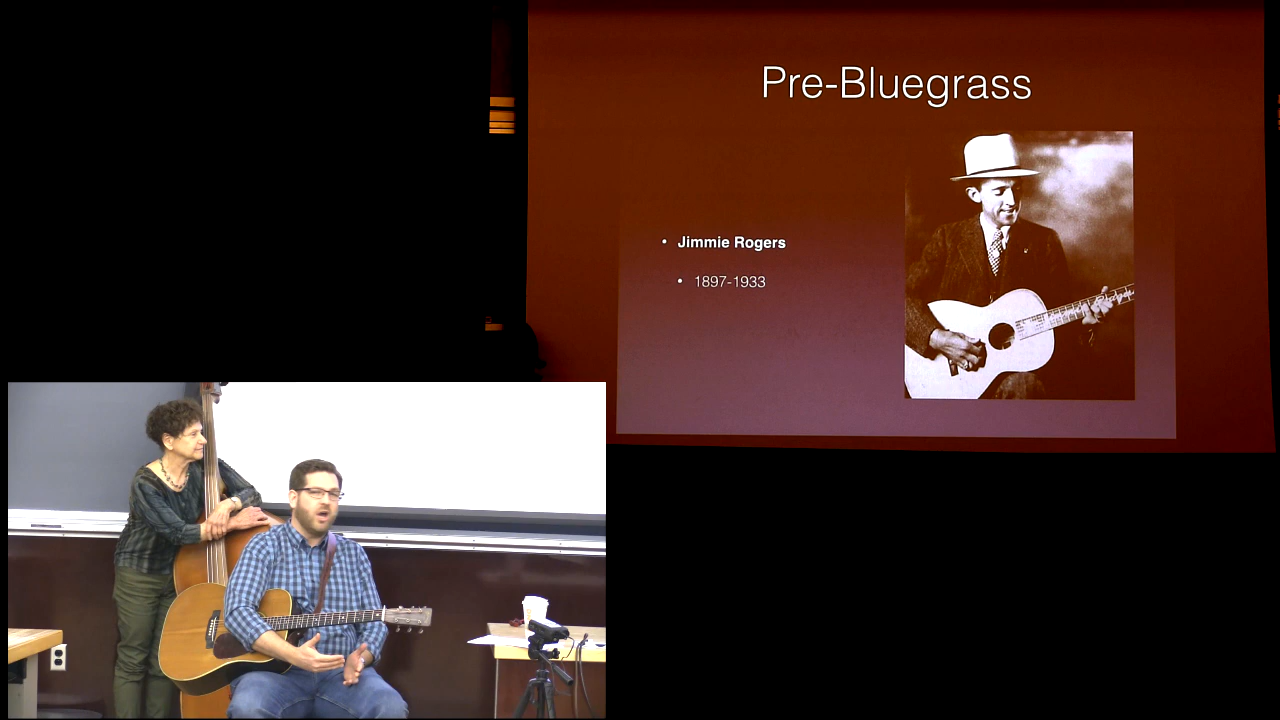 Pre-Bluegrass
• Jimmie Rogers
• 1897-1933